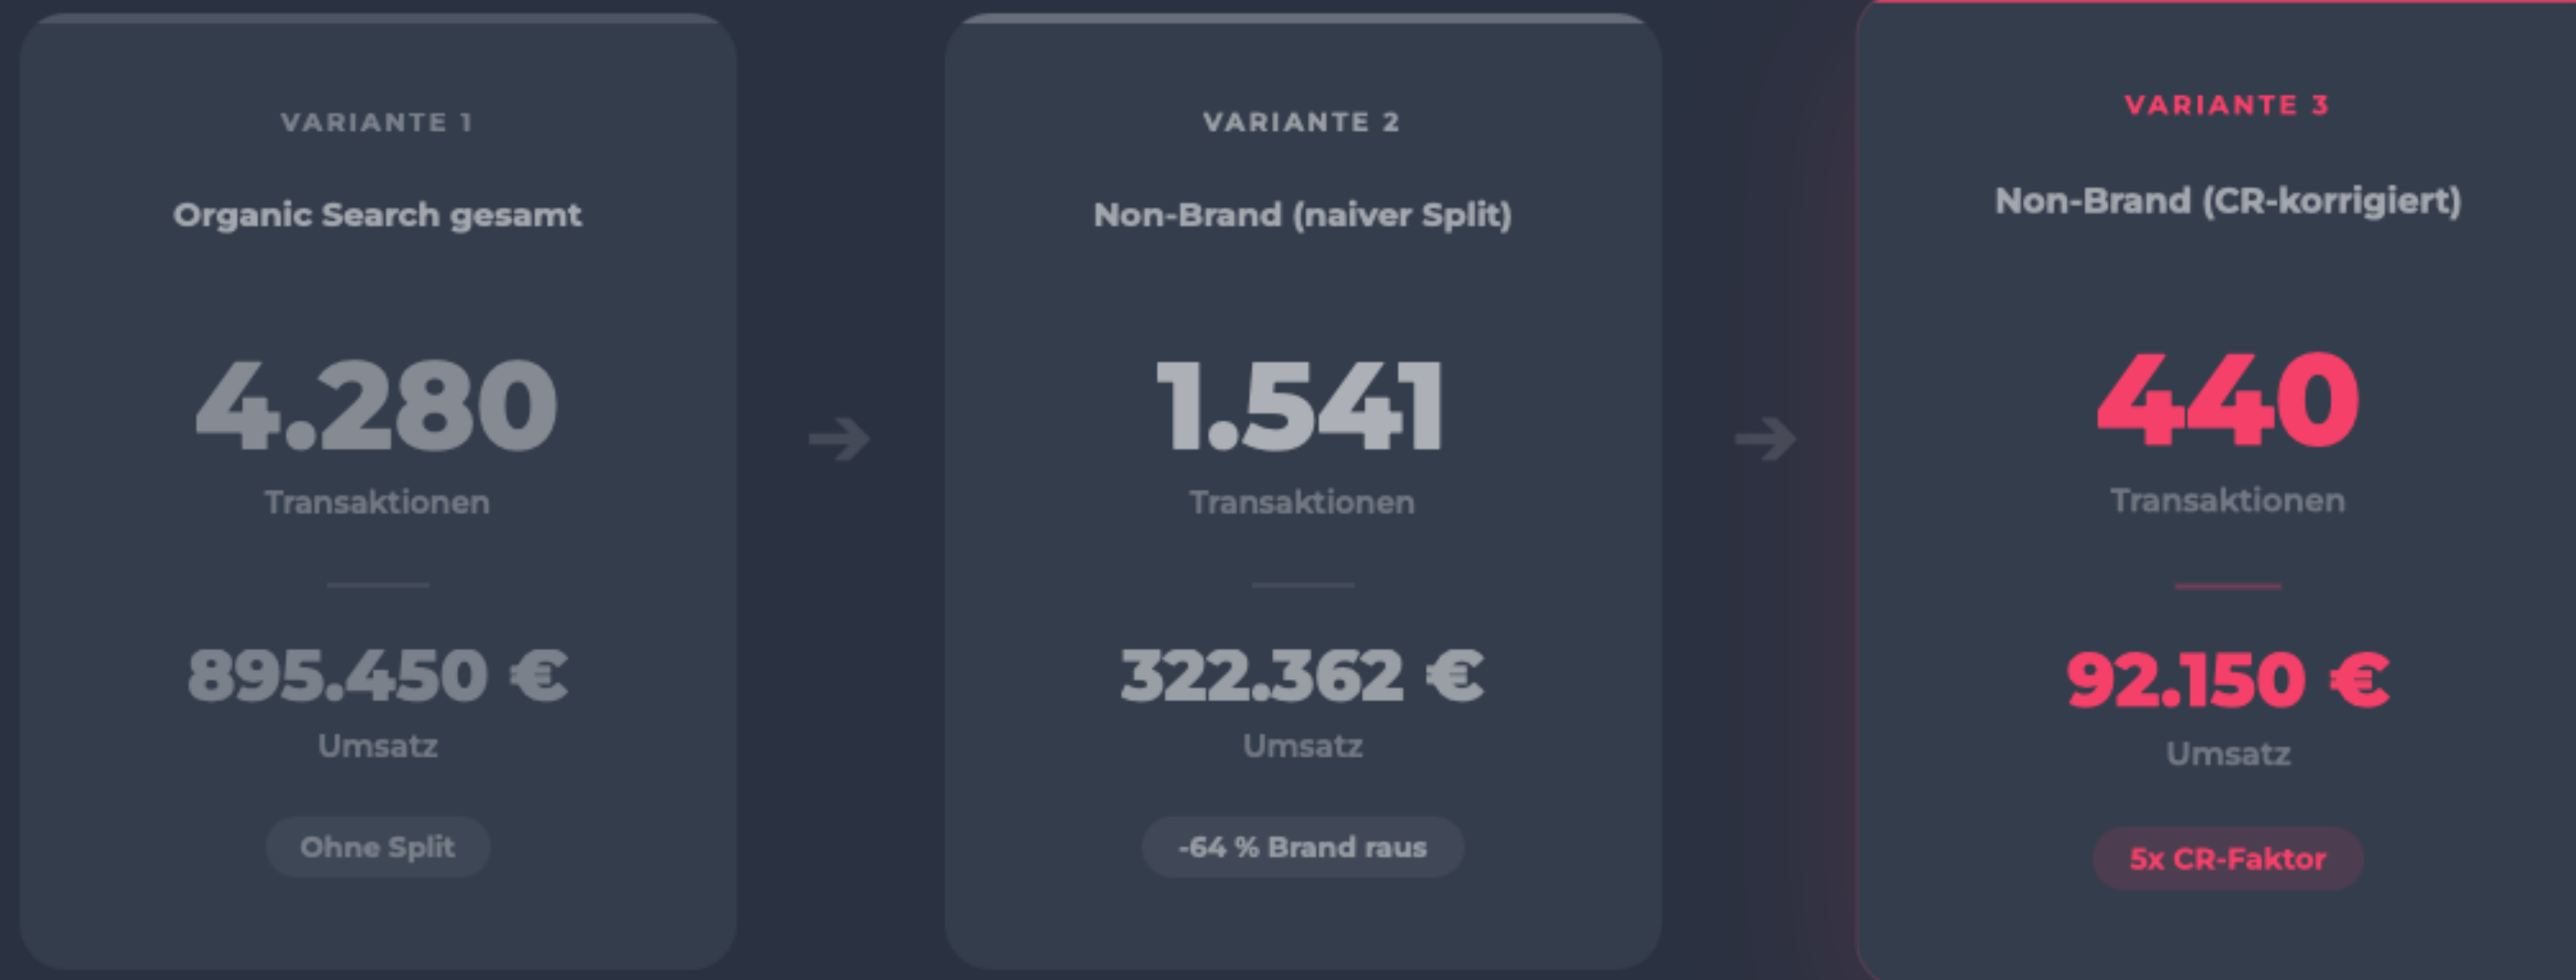 VARIANTE 1
Organic Search gesamt
4.280
Transaktionen
895.450 €
Umsatz
Ohne Split
VARIANTE 2
Non-Brand (naiver Split)
1.541
Transaktionen
322.362 €
Umsatz
-64 % Brand raus
VARIANTE 3
Non-Brand (CR-korrigiert)
440
Transaktionen
92.150 €
Umsatz
5x CR-Faktor